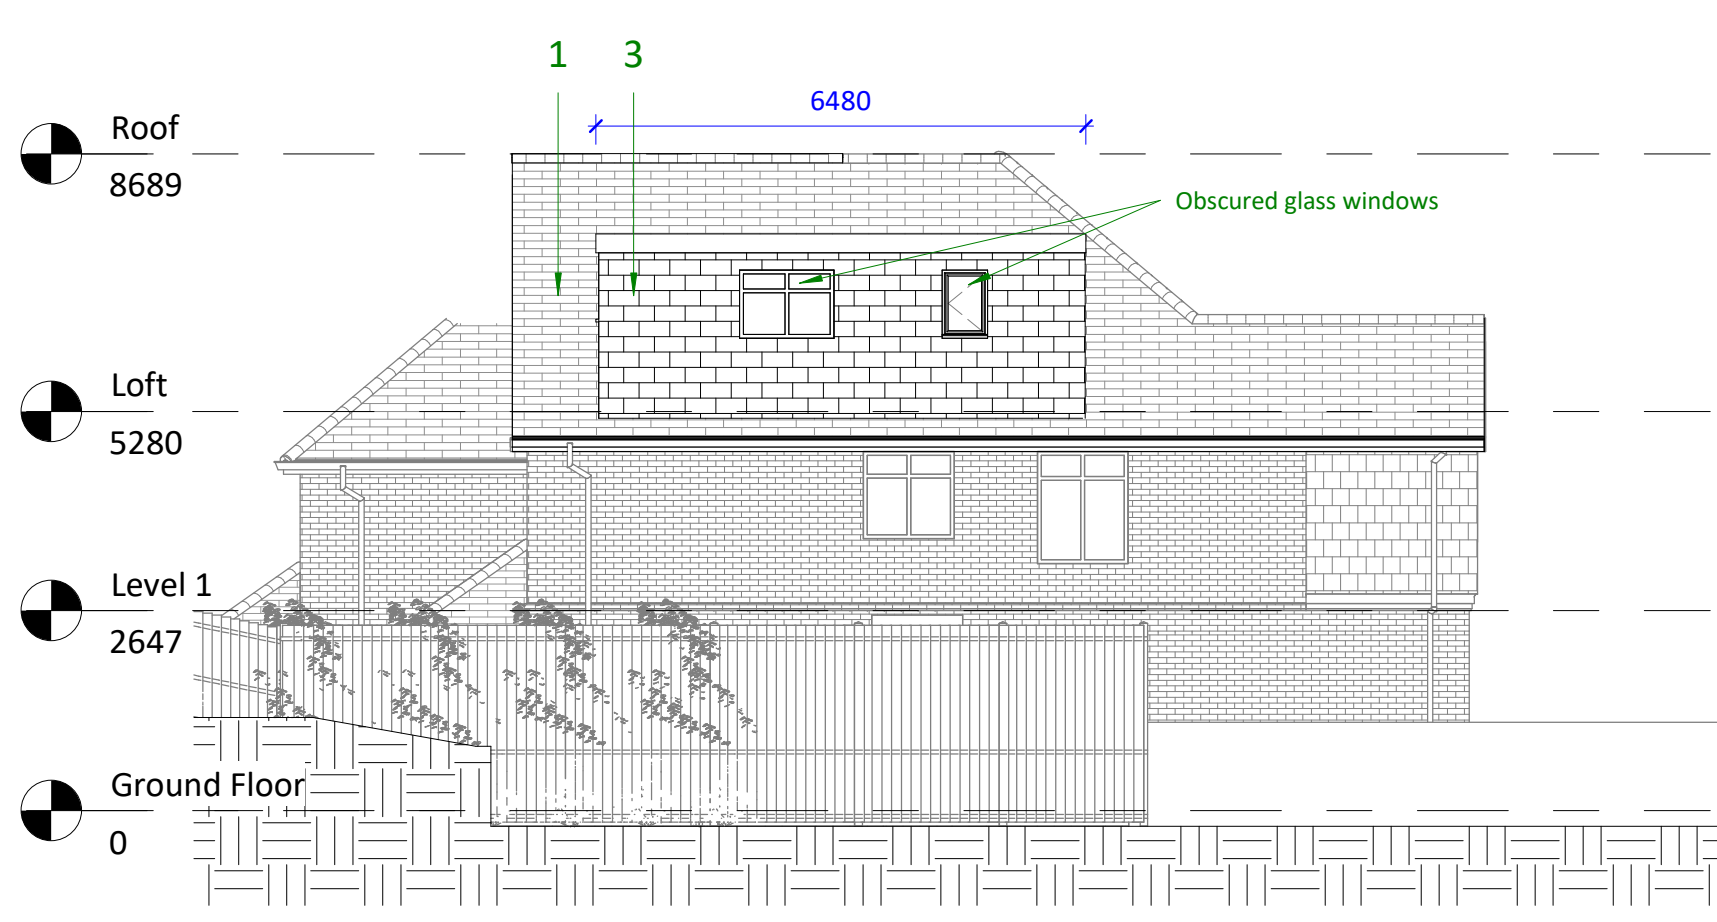 1 3
6480
Roof
8689
Obscured glass windows
Loft
5280
Level 1
2647
Ground Floor
0